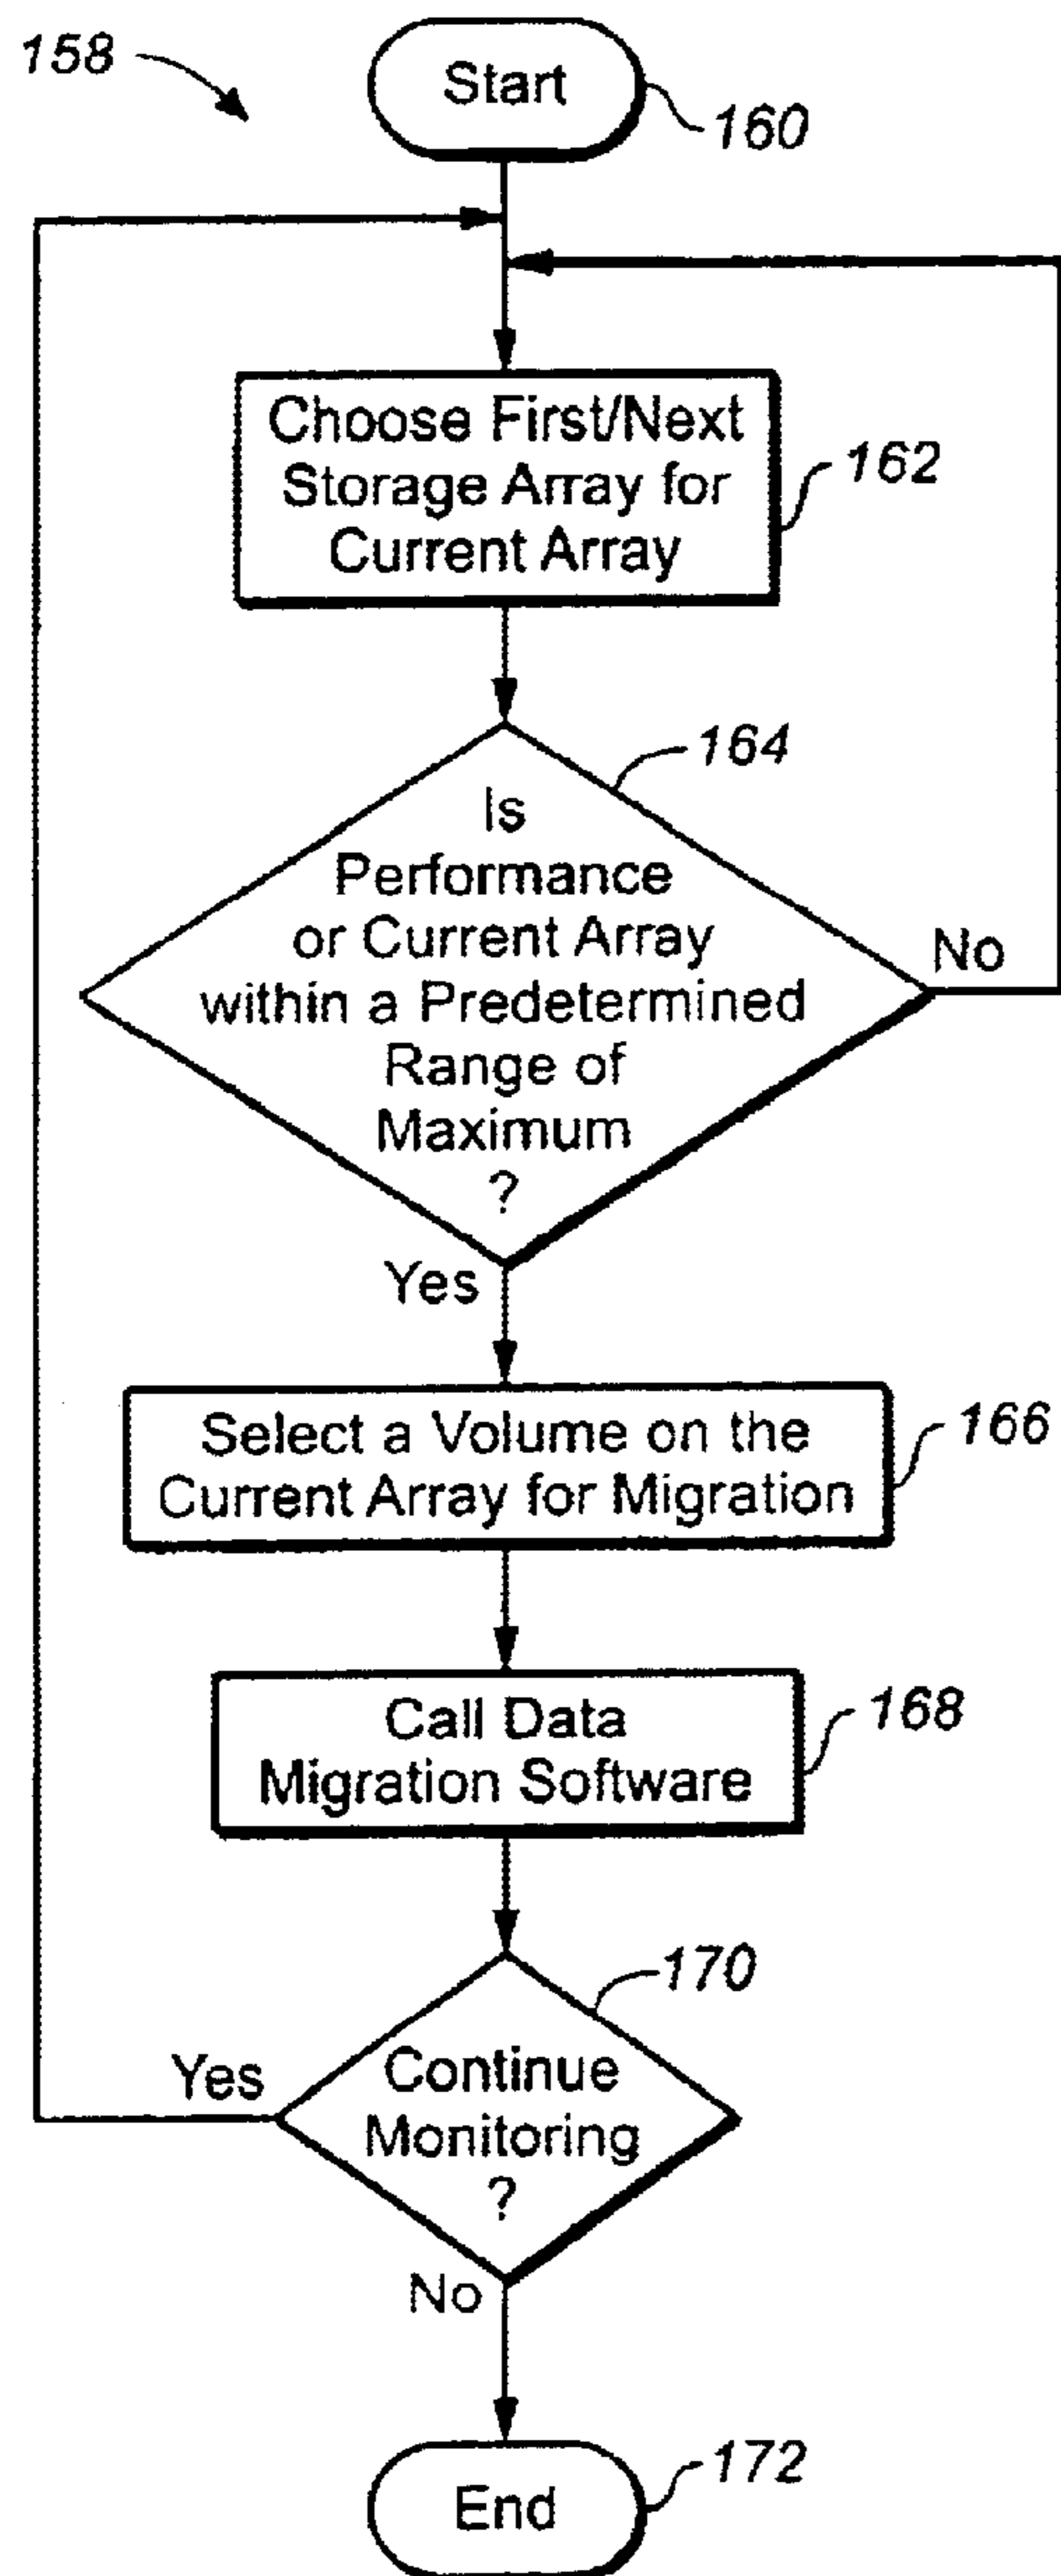 158
Start
160
Choose First/Next
Storage Array for
Current Array
162
164
Is
Performance
or Current Array
within a Predetermined
Range of
Maximum
?
No
Yes
Select a Volume on the
Current Array for Migration
166
Call Data
Migration Software
168
170
Continue
Monitoring
?
Yes
No
End
172